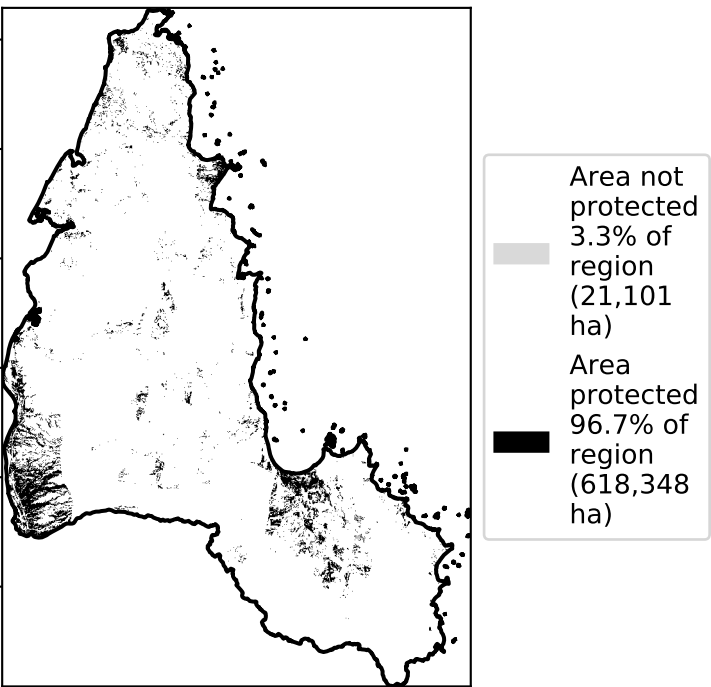 Area not
protected
3.3% of
region
(21,101
ha)
Area
protected
96.7% of
region
(618,348
ha)